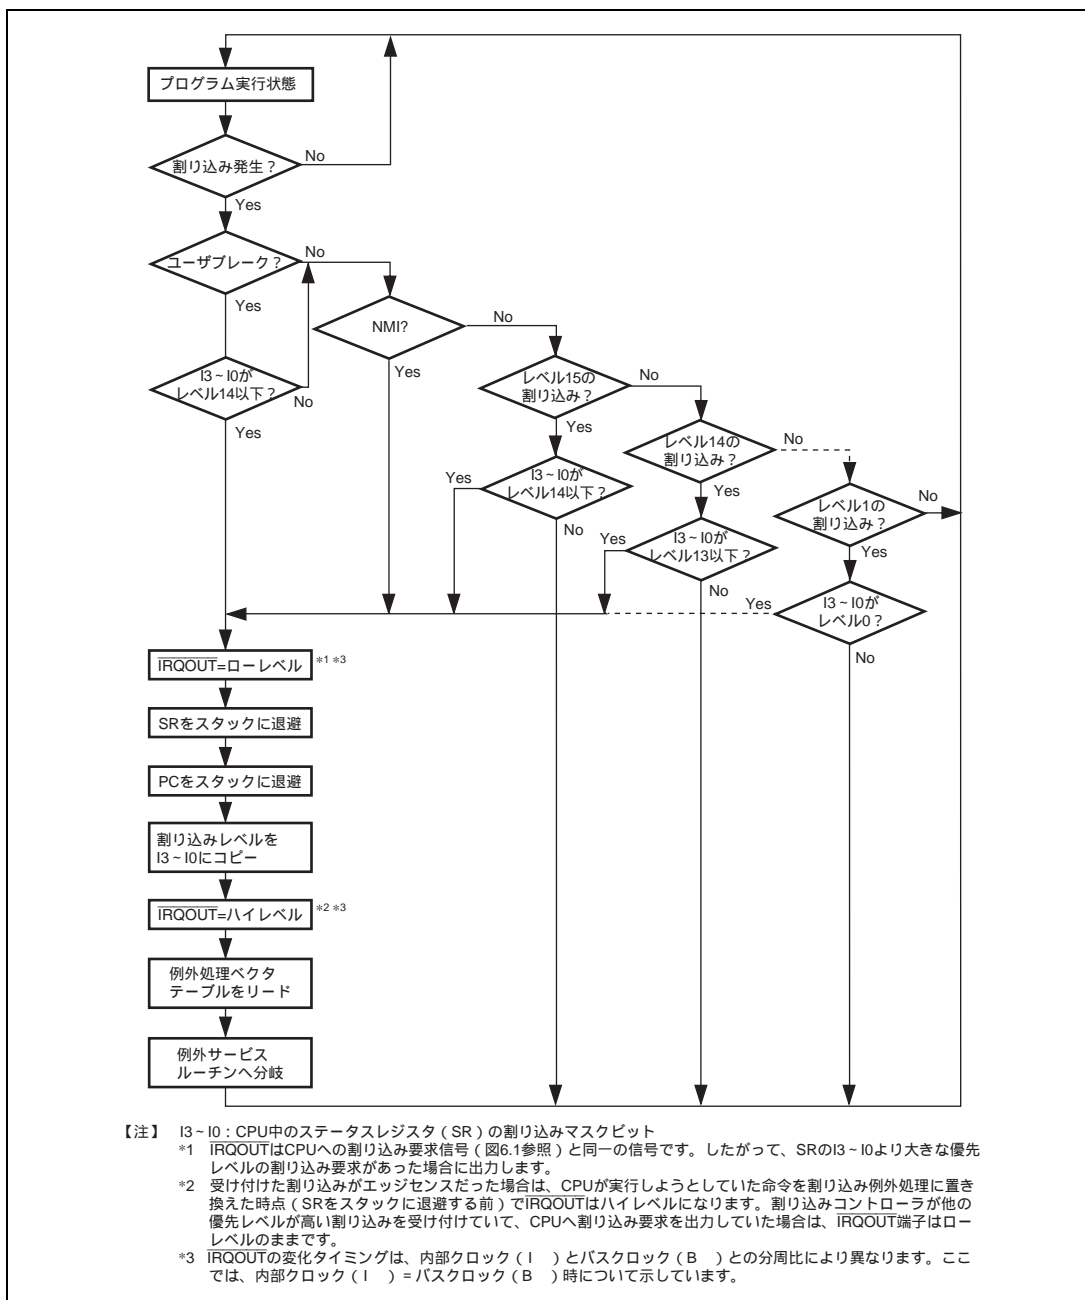 プログラム実行状態
割り込み発生？
No
Yes
ユーザブレーク？
No
Yes
NMI?
No
Yes
I3～I0が
レベル14以下？
No
Yes
レベル15の
割り込み？
No
Yes
I3～I0が
レベル14以下？
Yes
No
レベル14の
割り込み？
No
Yes
I3～I0が
レベル13以下？
Yes
No
レベル1の
割り込み？
No
Yes
I3～I0が
レベル0？
Yes
No
IRQOUT=ローレベル *1 *3
SRをスタックに退避
PCをスタックに退避
割り込みレベルを
I3～I0にコピー
IRQOUT=ハイレベル *2 *3
例外処理ベクタ
テーブルをリード
例外サービス
ルーチンへ分岐
【注】 I3～I0：CPU中のステータスレジスタ（SR）の割り込みマスクビット
*1 IRQOUTはCPUへの割り込み要求信号（図6.1参照）と同一の信号です。したがって、SRのI3～I0より大きな優先
レベルの割り込み要求があった場合に出力します。
*2 受け付けた割り込みがエッジセンスだった場合は、CPUが実行しようとしていた命令を割り込み例外処理に置き
換えた時点（SRをスタックに退避する前）でIRQOUTはハイレベルになります。割り込みコントローラが他の
優先レベルが高い割り込みを受け付けていて、CPUへ割り込み要求を出力していた場合は、IRQOUT端子はロー
レベルのままです。
*3 IRQOUTの変化タイミングは、内部クロック（I　）とバスクロック（B　）との分周比により異なります。ここ
では、内部クロック（I　）=バスクロック（B　）時について示しています。